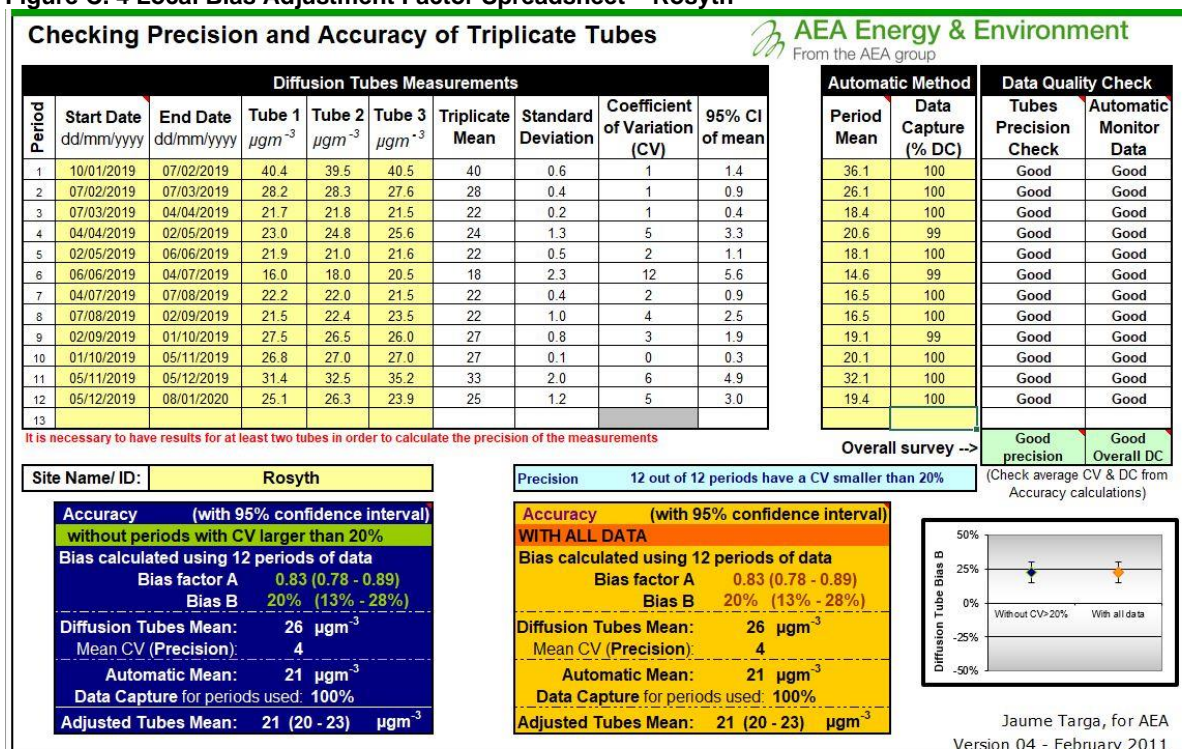 Figure C. 4 Local Bias Adjustment Factor Spreadsheet – Rosyth
Checking Precision and Accuracy of Triplicate Tubes
AEA Energy & Environment
From the AEA group
Diffusion Tubes Measurements
Automatic Method
Data Quality Check
Period Start Date dd/mm/yyyy End Date dd/mm/yyyy Tube 1 µgm-3 Tube 2 µgm-3 Tube 3 µgm-3 Triplicate Mean Standard Deviation Coefficient of Variation (CV) 95% CI of mean Period Mean Data Capture (% DC) Tubes Precision Check Automatic Monitor Data
1 10/01/2019 07/02/2019 40.4 39.5 40.5 40 0.6 1 1.4 36.1 100 Good Good
2 07/02/2019 07/03/2019 28.2 28.3 27.6 28 0.4 1 0.9 26.1 100 Good Good
3 07/03/2019 04/04/2019 21.7 21.8 21.5 22 0.2 1 0.4 18.4 100 Good Good
4 04/04/2019 02/05/2019 23.0 24.8 25.6 24 1.3 5 3.3 20.6 99 Good Good
5 02/05/2019 06/06/2019 21.9 21.0 21.6 22 0.5 2 1.1 18.1 100 Good Good
6 06/06/2019 04/07/2019 16.0 18.0 20.5 18 2.3 12 5.6 14.6 99 Good Good
7 04/07/2019 07/08/2019 22.2 22.0 21.5 22 0.4 2 0.9 16.5 100 Good Good
8 07/08/2019 02/09/2019 21.5 22.4 23.5 22 1.0 4 2.5 16.5 100 Good Good
9 02/09/2019 01/10/2019 27.5 26.5 26.0 27 0.8 3 1.9 19.1 99 Good Good
10 01/10/2019 05/11/2019 26.8 27.0 27.0 27 0.1 0 0.3 20.1 100 Good Good
11 05/11/2019 05/12/2019 31.4 32.5 35.2 33 2.0 6 4.9 32.1 100 Good Good
12 05/12/2019 08/01/2020 25.1 26.3 23.9 25 1.2 5 3.0 19.4 100 Good Good
13
It is necessary to have results for at least two tubes in order to calculate the precision of the measurements
Overall survey --> Good precision Good Overall DC
(Check average CV & DC from Accuracy calculations)
Site Name/ ID: Rosyth
Precision 12 out of 12 periods have a CV smaller than 20%
Accuracy (with 95% confidence interval)
without periods with CV larger than 20%
Bias calculated using 12 periods of data
Bias factor A 0.83 (0.78 - 0.89)
Bias B 20% (13% - 28%)
Diffusion Tubes Mean: 26 µgm-3
Mean CV (Precision): 4
Automatic Mean: 21 µgm-3
Data Capture for periods used: 100%
Adjusted Tubes Mean: 21 (20 - 23) µgm-3
Accuracy (with 95% confidence interval)
WITH ALL DATA
Bias calculated using 12 periods of data
Bias factor A 0.83 (0.78 - 0.89)
Bias B 20% (13% - 28%)
Diffusion Tubes Mean: 26 µgm-3
Mean CV (Precision): 4
Automatic Mean: 21 µgm-3
Data Capture for periods used: 100%
Adjusted Tubes Mean: 21 (20 - 23) µgm-3
Diffusion Tube Bias B
50%
25%
0%
-25%
-50%
Without CV>20%
With all data
Jaume Targa, for AEA
Version 04 - February 2011